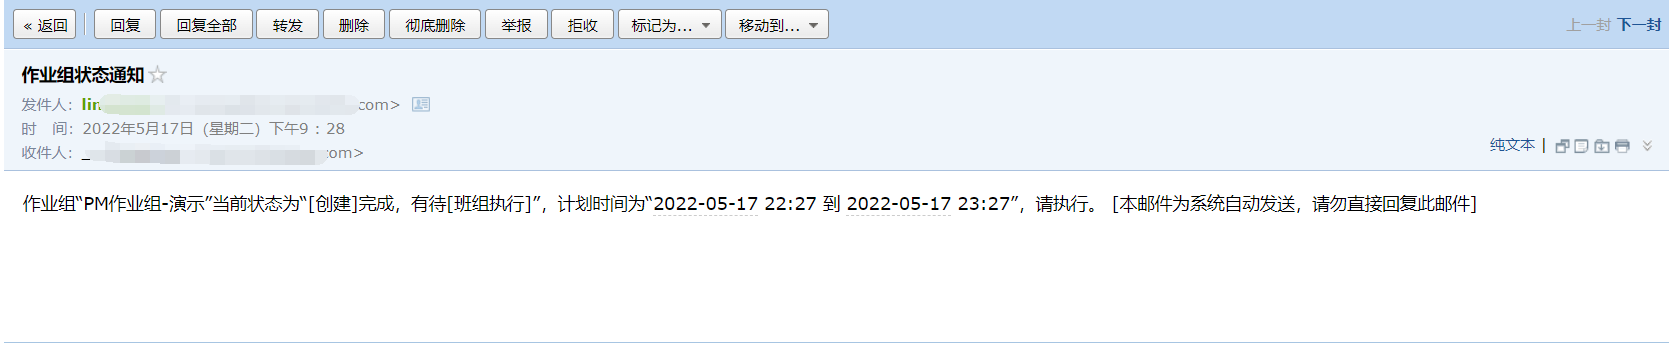 « 返回 回复 回复全部 转发 删除 彻底删除 举报 拒收 标记为... 移动到... 上一封 下一封
作业组状态通知
发件人： lin com>
时 间： 2022年5月17日（星期二）下午9：28
收件人： _ com>
纯文本 |
作业组“PM作业组-演示”当前状态为“[创建]完成，有待[班组执行]”，计划时间为“2022-05-17 22:27 到 2022-05-17 23:27”，请执行。 [本邮件为系统自动发送，请勿直接回复此邮件]